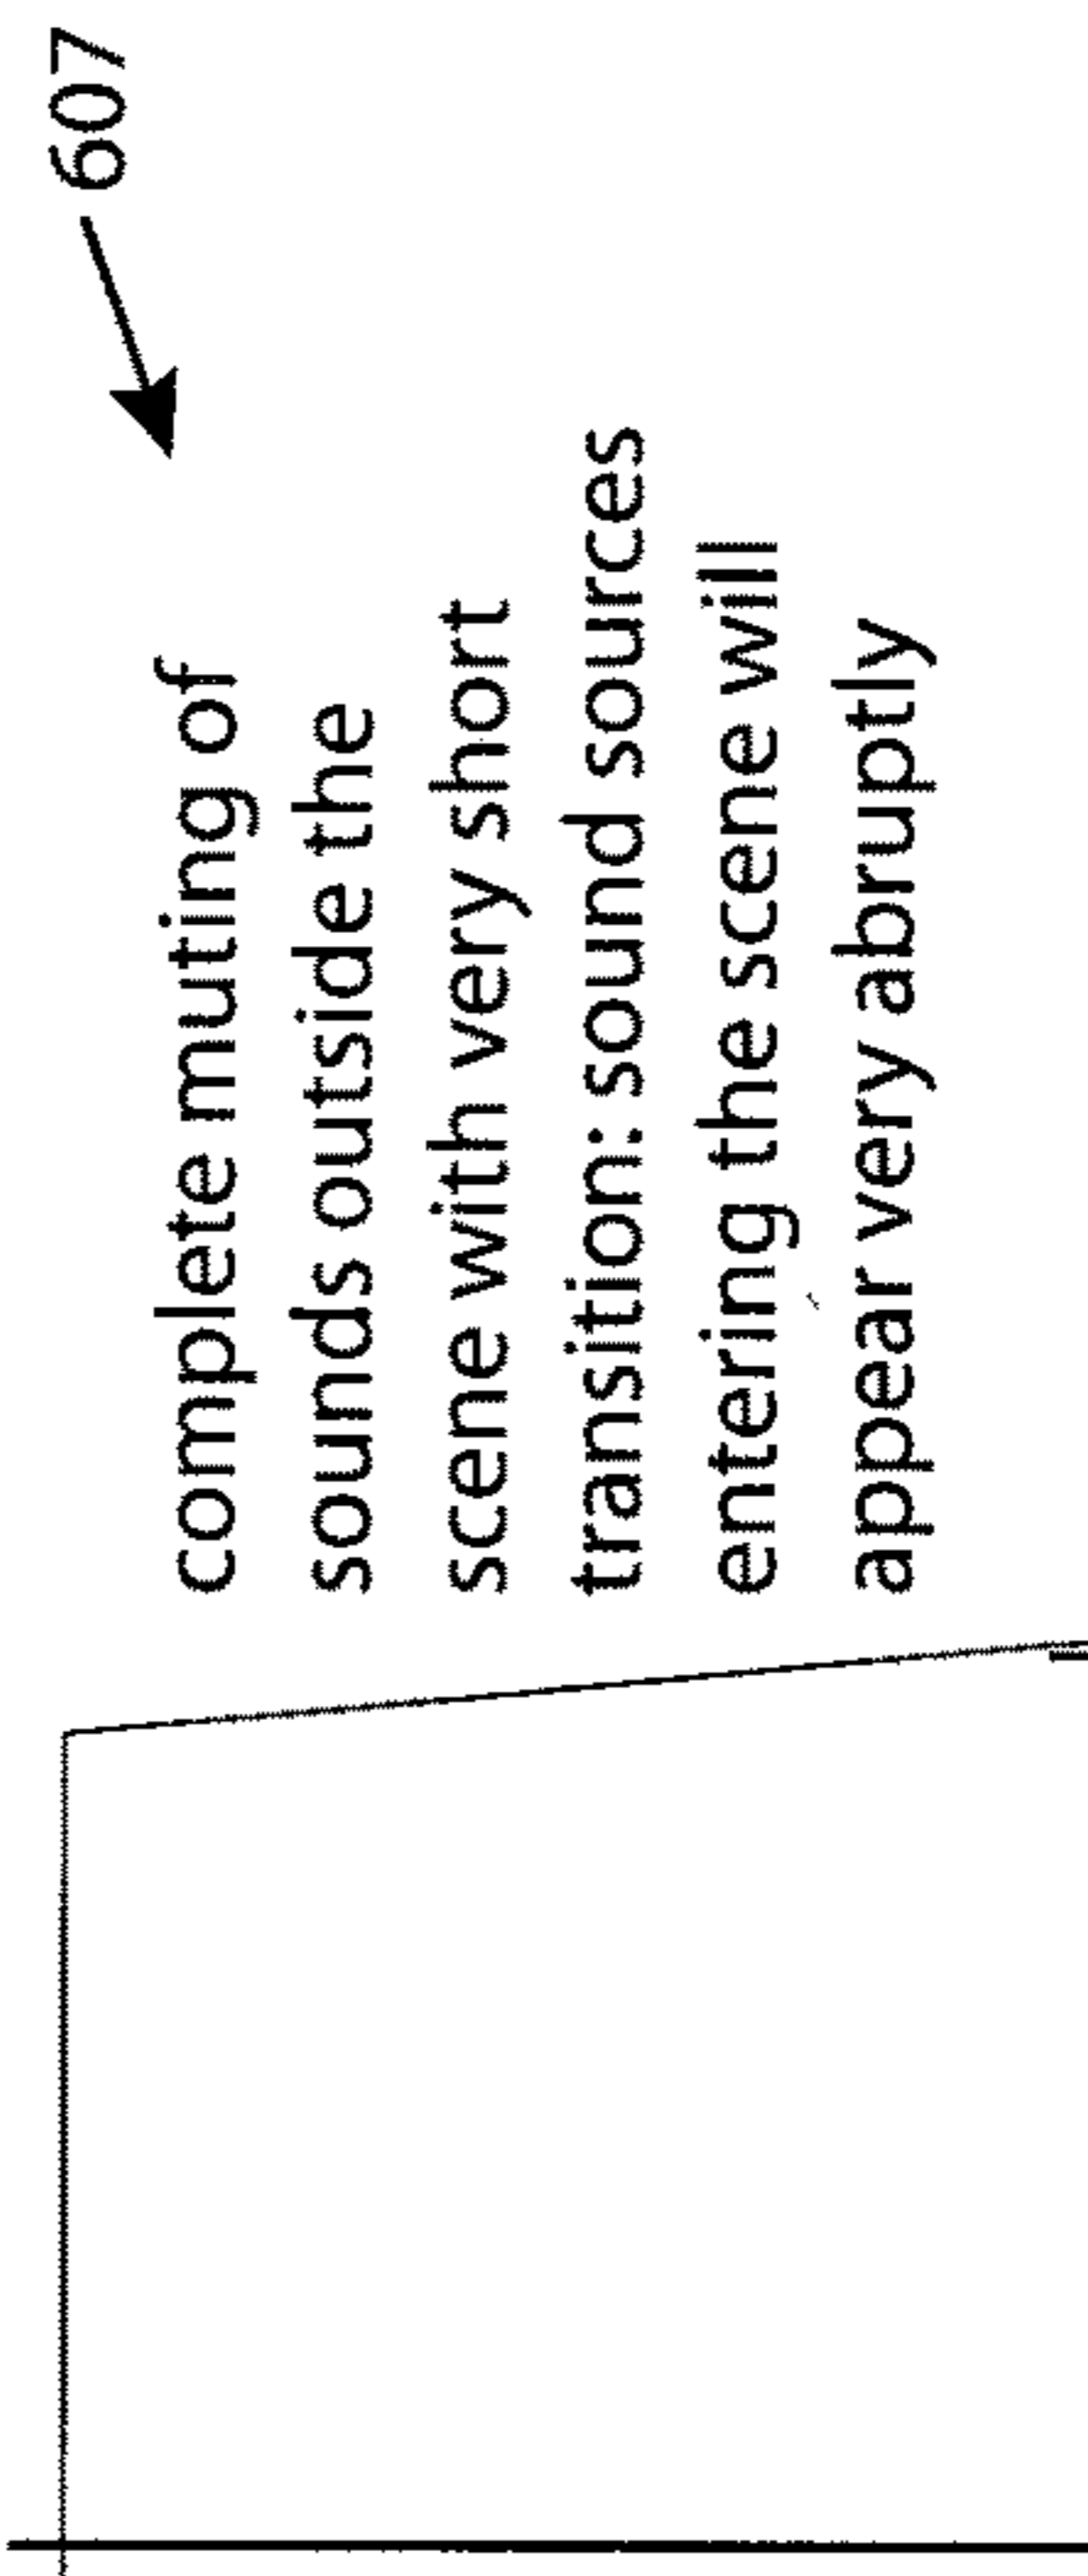 607
complete muting of
sounds outside the
scene with very short
transition: sound sources
entering the scene will
appear very abruptly